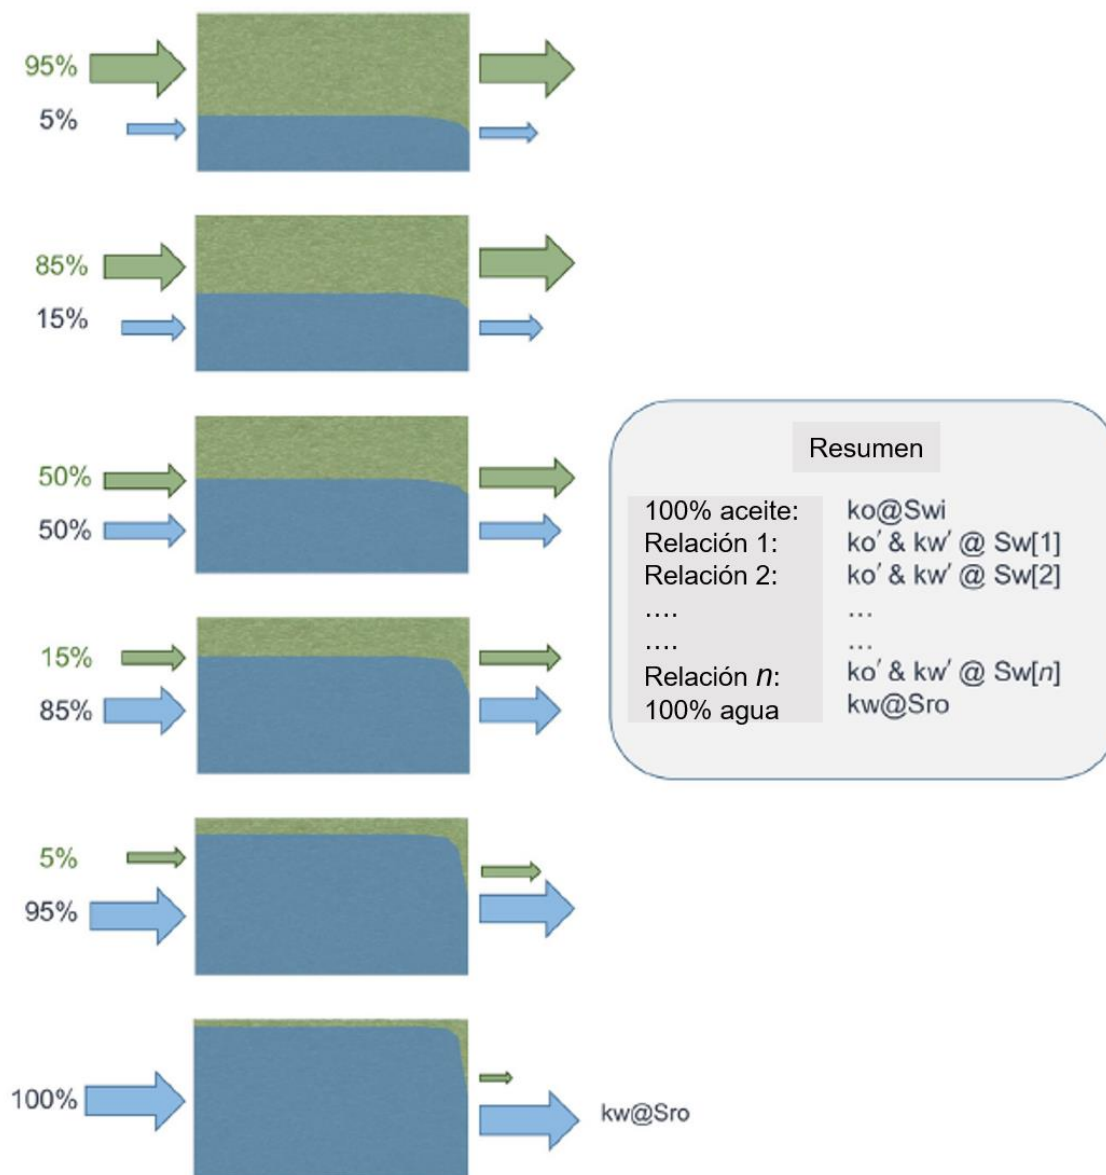 95%
5%
85%
15%
50%
50%
15%
85%
5%
95%
100%
kw@Sro
Resumen
100% aceite: ko@Swi
Relación 1: ko′ & kw′ @ Sw[1]
Relación 2: ko′ & kw′ @ Sw[2]
.... ...
.... ...
Relación n: ko′ & kw′ @ Sw[n]
100% agua kw@Sro